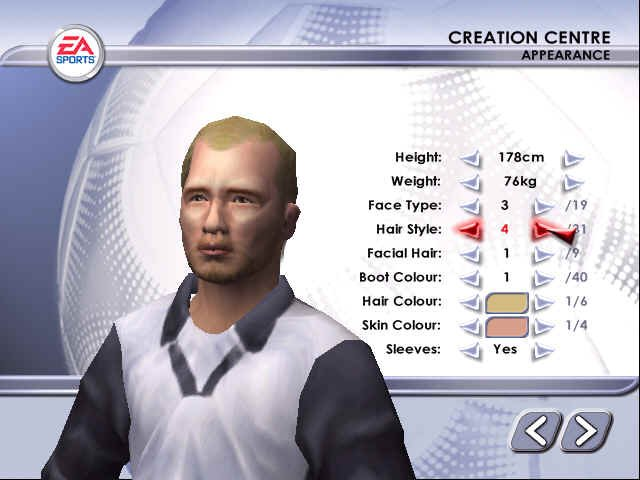 EA
SPORTS
CREATION CENTRE
APPEARANCE
Height: 178cm
Weight: 76kg
Face Type: 3 /19
Hair Style: 4 /31
Facial Hair: 1 /9
Boot Colour: 1 /40
Hair Colour: 1/6
Skin Colour: 1/4
Sleeves: Yes